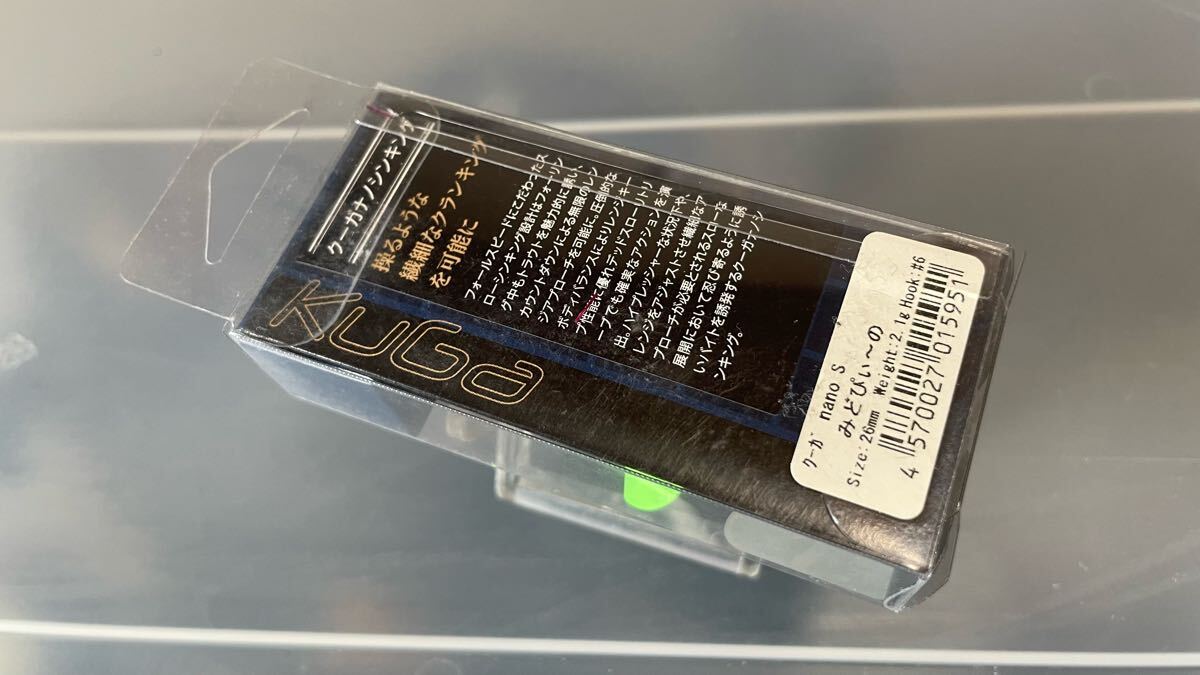 クーガナノシンキング
操るような
繊細なクランキング
を可能に
フォールスピードにこだわったス
ローシンキング設計はフォーリン
グ中もトラウトを魅力的に誘い、
カウントダウンによる無限のレン
ジアプローチを可能に。圧倒的な
ボディバランスによりレンジキー
プ性能に優れデッドスローリトリ
ーブでも確実なアクションを演
出。ハイプレッシャーな状況下や、
レンジをアジャストさせ繊細なア
プローチが必要とされるスローな
展開において忍び寄るように誘
いバイトを誘発するクーガナノシ
ンキング。
KUGa
クーガ nano S
みどぴぃ〜の
Size:26mm Weight:2.1g Hook:#6
4 570027 015951